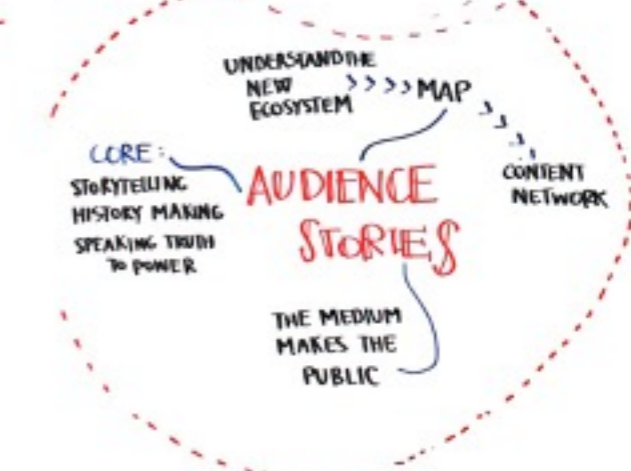 UNDERSTAND THE
NEW
ECOSYSTEM
MAP
CONTENT
NETWORK
CORE:
STORYTELLING
HISTORY MAKING
SPEAKING TRUTH
TO POWER
AUDIENCE
STORIES
THE MEDIUM
MAKES THE
PUBLIC